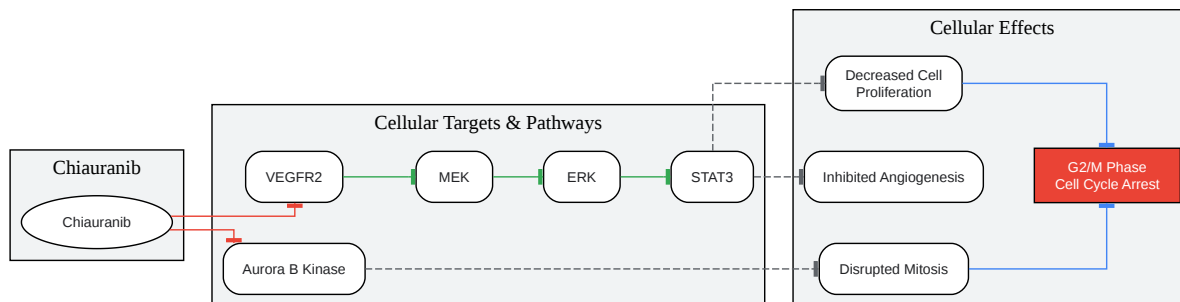 Cellular Effects
Decreased Cell
Proliferation
Cellular Targets & Pathways
Chiauranib
VEGFR2
MEK
ERK
STAT3
Inhibited Angiogenesis
G2/M Phase
Cell Cycle Arrest
Chiauranib
Aurora B Kinase
Disrupted Mitosis